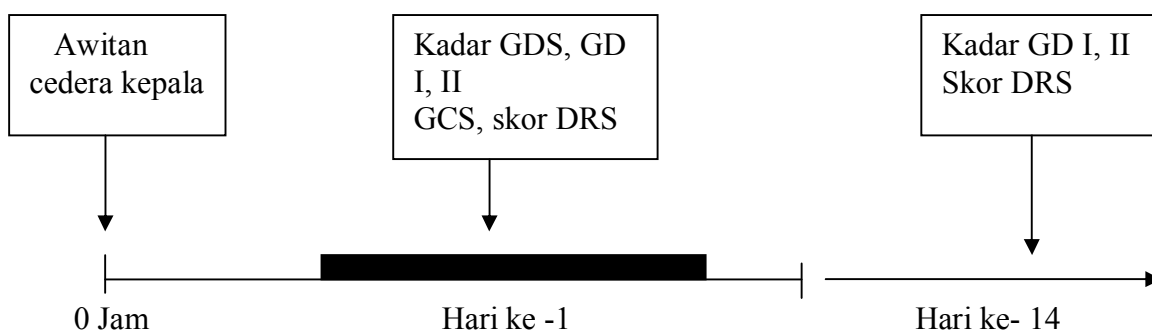 Awitan
cedera kepala
Kadar GDS, GD
I, II
GCS, skor DRS
Kadar GD I, II
Skor DRS
0 Jam
Hari ke -1
Hari ke- 14